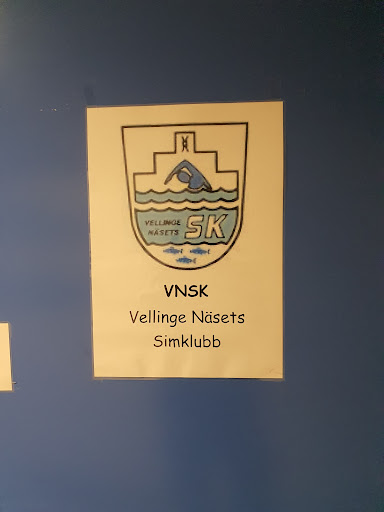 VELLINGE
NÄSETS SK
VNSK
Vellinge Näsets
Simklubb